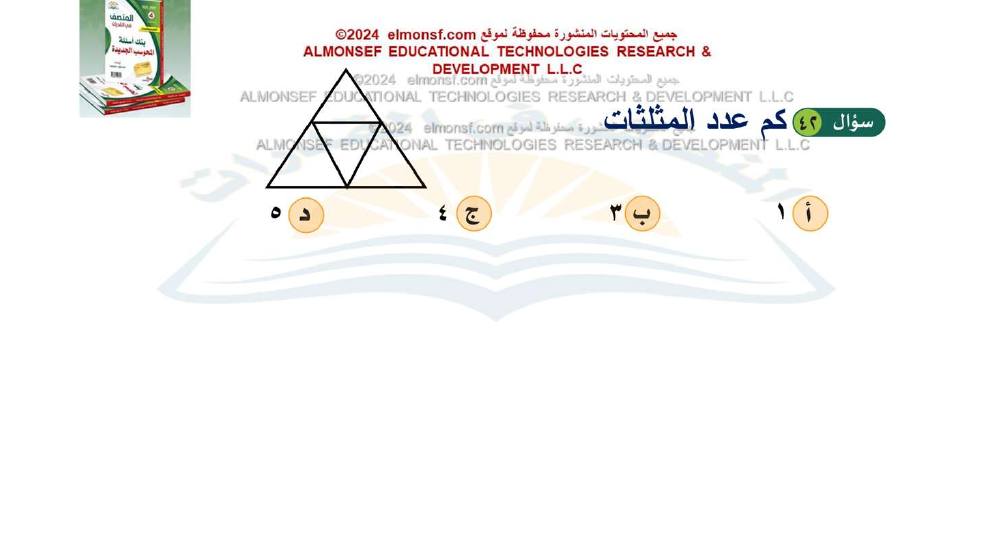 المنصف
في القدرات
بنك أسئلة
المحوسب الجديدة
جميع المحتويات المنشورة محفوظة لموقع elmonsf.com ©2024
ALMONSEF EDUCATIONAL TECHNOLOGIES RESEARCH &
DEVELOPMENT L.L.C
جميع المحتويات المنشورة محفوظة لموقع elmonsf.com ©2024
ALMONSEF EDUCATIONAL TECHNOLOGIES RESEARCH & DEVELOPMENT L.L.C
سؤال ٤٢ كم عدد المثلثات
جميع المحتويات المنشورة محفوظة لموقع elmonsf.com ©2024
ALMONSEF EDUCATIONAL TECHNOLOGIES RESEARCH & DEVELOPMENT L.L.C
أ ١ ب ٣ ج ٤ د ٥